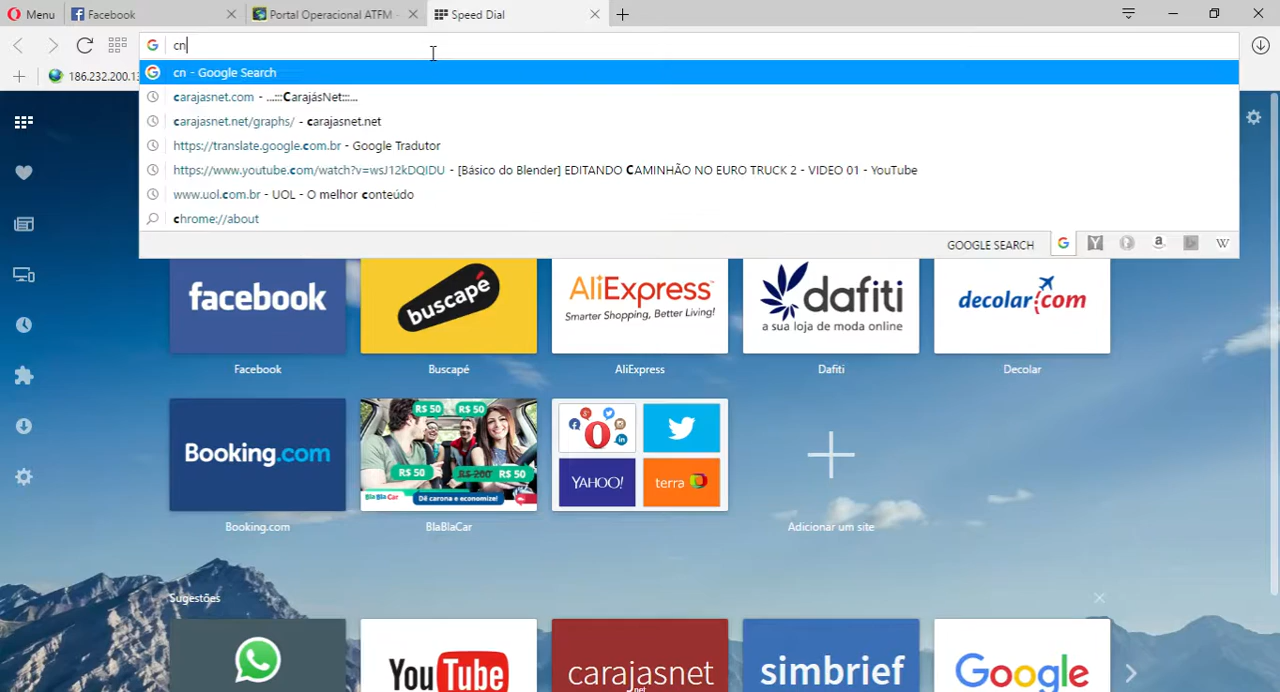 Menu
Facebook
Portal Operacional ATFM -
Speed Dial
cn
186.232.200.13
cn - Google Search
carajasnet.com - ...:::CarajásNet:::...
carajasnet.net/graphs/ - carajasnet.net
https://translate.google.com.br - Google Tradutor
https://www.youtube.com/watch?v=wsJ12kDQIDU - [Básico do Blender] EDITANDO CAMINHÃO NO EURO TRUCK 2 - VIDEO 01 - YouTube
www.uol.com.br - UOL - O melhor conteúdo
chrome://about
GOOGLE SEARCH
facebook
buscapé
AliExpress
Smarter Shopping, Better Living!
dafiti
a sua loja de moda online
decolar.com
Facebook
Buscapé
AliExpress
Dafiti
Decolar
Booking.com
R$ 50
R$ 50
R$ 50
R$ 200
R$ 50
Bla Bla Car
Dê carona e economize!
YAHOO!
terra
Booking.com
BlaBlaCar
Adicionar um site
Sugestões
YouTube
carajasnet
.net
simbrief
Google